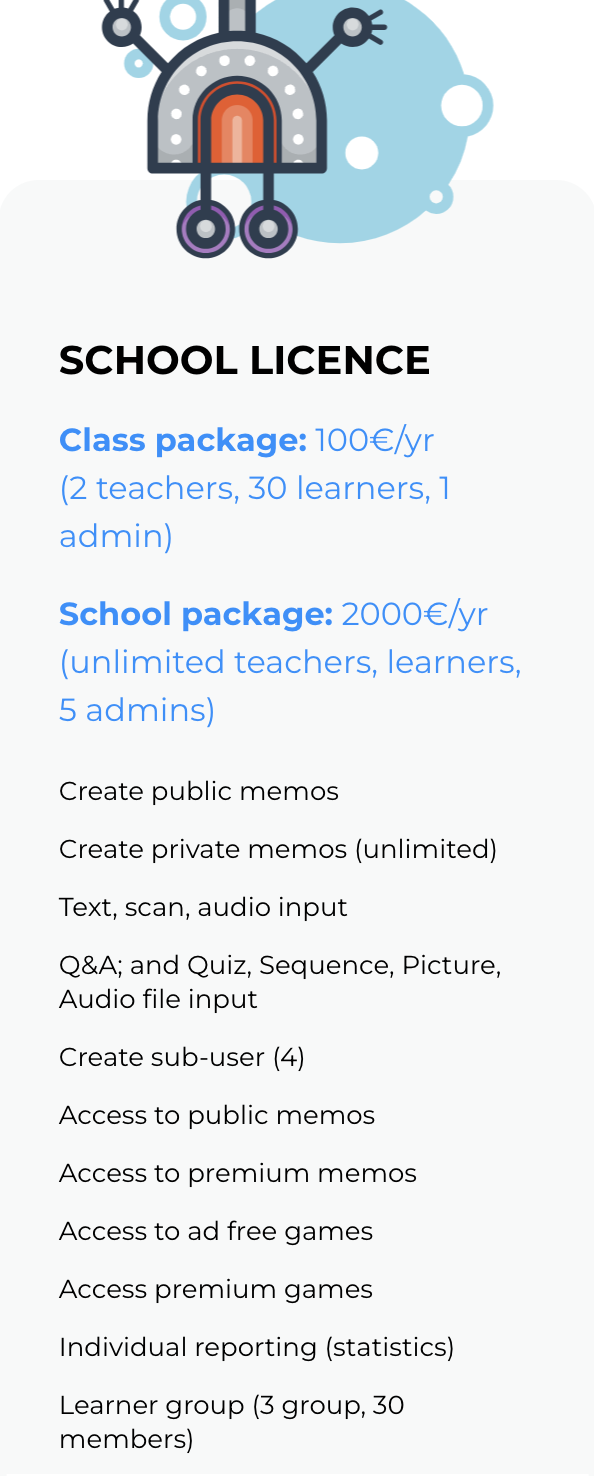 SCHOOL LICENCE
Class package: 100€/yr
(2 teachers, 30 learners, 1
admin)
School package: 2000€/yr
(unlimited teachers, learners,
5 admins)
Create public memos
Create private memos (unlimited)
Text, scan, audio input
Q&A; and Quiz, Sequence, Picture,
Audio file input
Create sub-user (4)
Access to public memos
Access to premium memos
Access to ad free games
Access premium games
Individual reporting (statistics)
Learner group (3 group, 30
members)